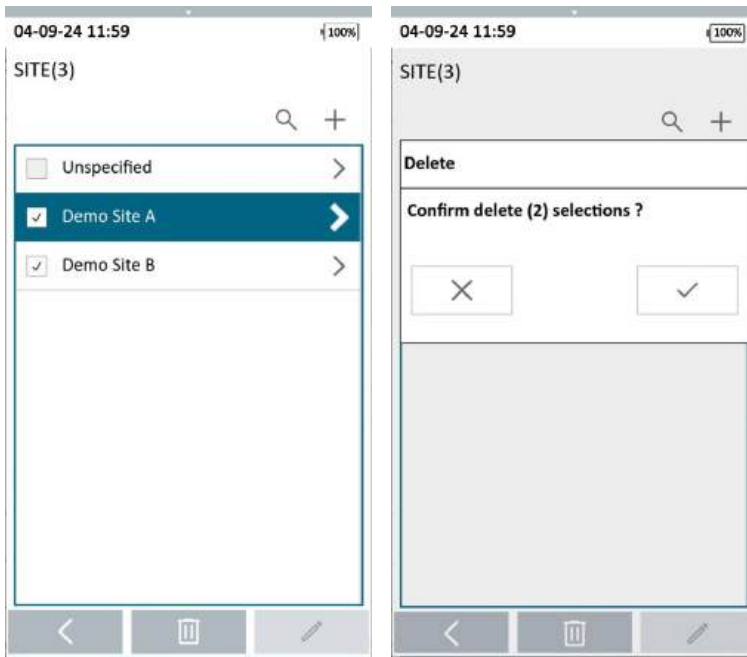 04-09-24 11:59
100%
SITE(3)
Unspecified
Demo Site A
Demo Site B
04-09-24 11:59
100%
SITE(3)
Delete
Confirm delete (2) selections ?